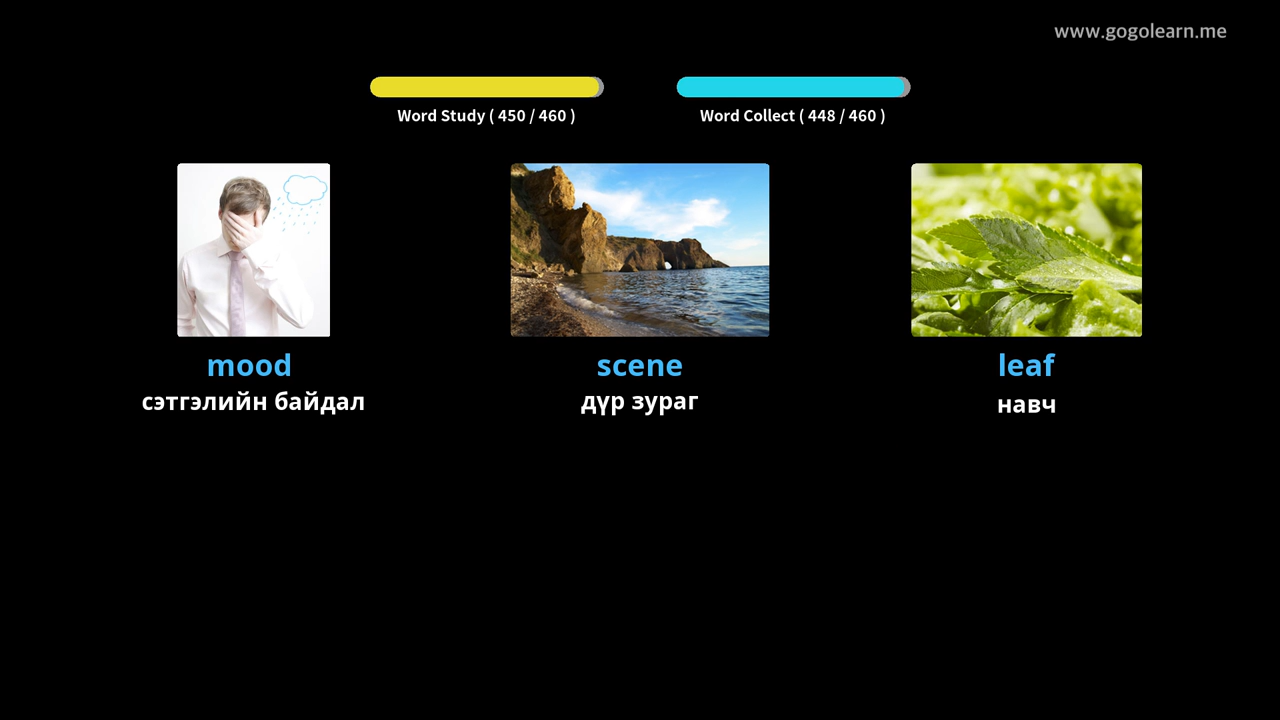 www.gogolearn.me
Word Study ( 450 / 460 )
Word Collect ( 448 / 460 )
mood
scene
leaf
сэтгэлийн байдал
дүр зураг
навч